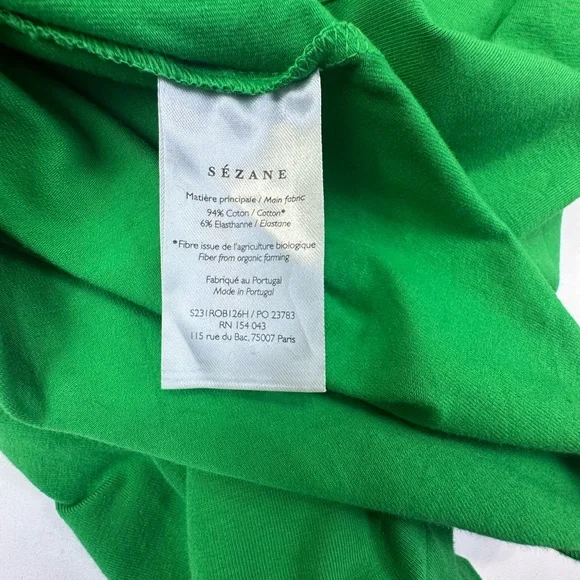 SÉZANE
Matière principale / Main fabric
94% Coton / Cotton*
6% Elasthanne / Elastane
*Fibre issue de l'agriculture biologique
Fiber from organic farming
Fabriqué au Portugal
Made in Portugal
S231ROB126H / PO 23783
RN 154 043
115 rue du Bac, 75007 Paris